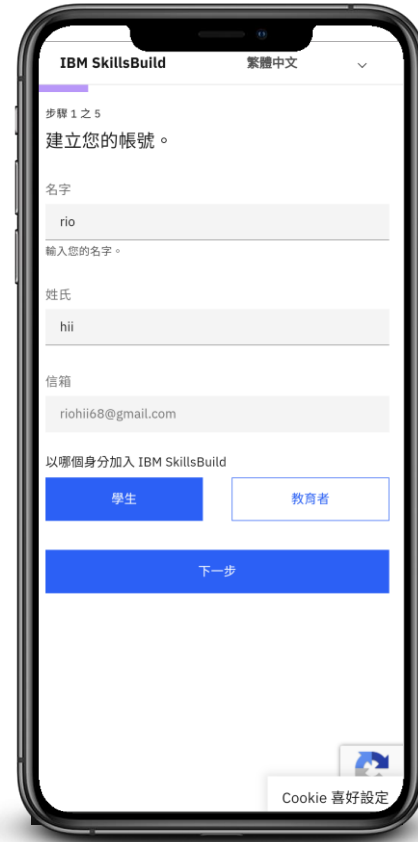 IBM SkillsBuild 繁體中文
步驟 1 之 5
建立您的帳號。
名字
rio
輸入您的名字。
姓氏
hii
信箱
riohii68@gmail.com
以哪個身分加入 IBM SkillsBuild
學生 教育者
下一步
Cookie 喜好設定